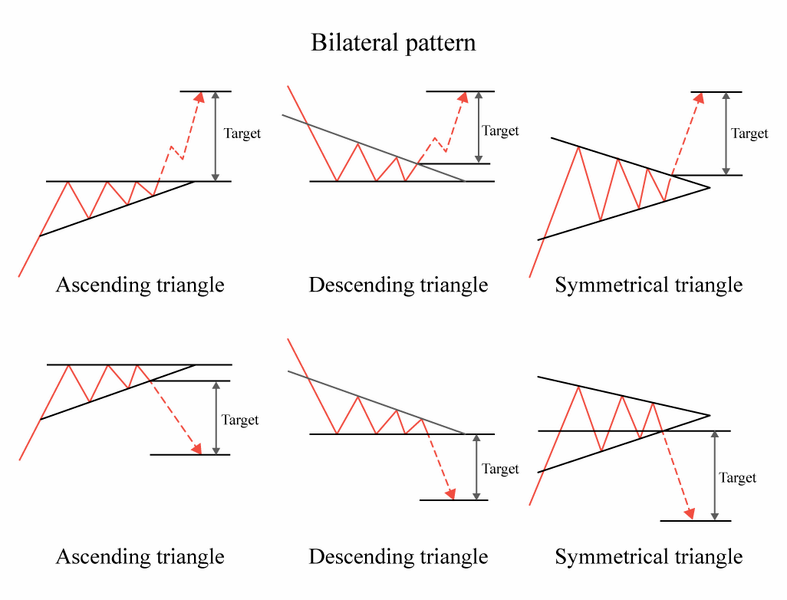 Bilateral pattern
Target
Target
Target
Ascending triangle
Descending triangle
Symmetrical triangle
Target
Target
Target
Ascending triangle
Descending triangle
Symmetrical triangle